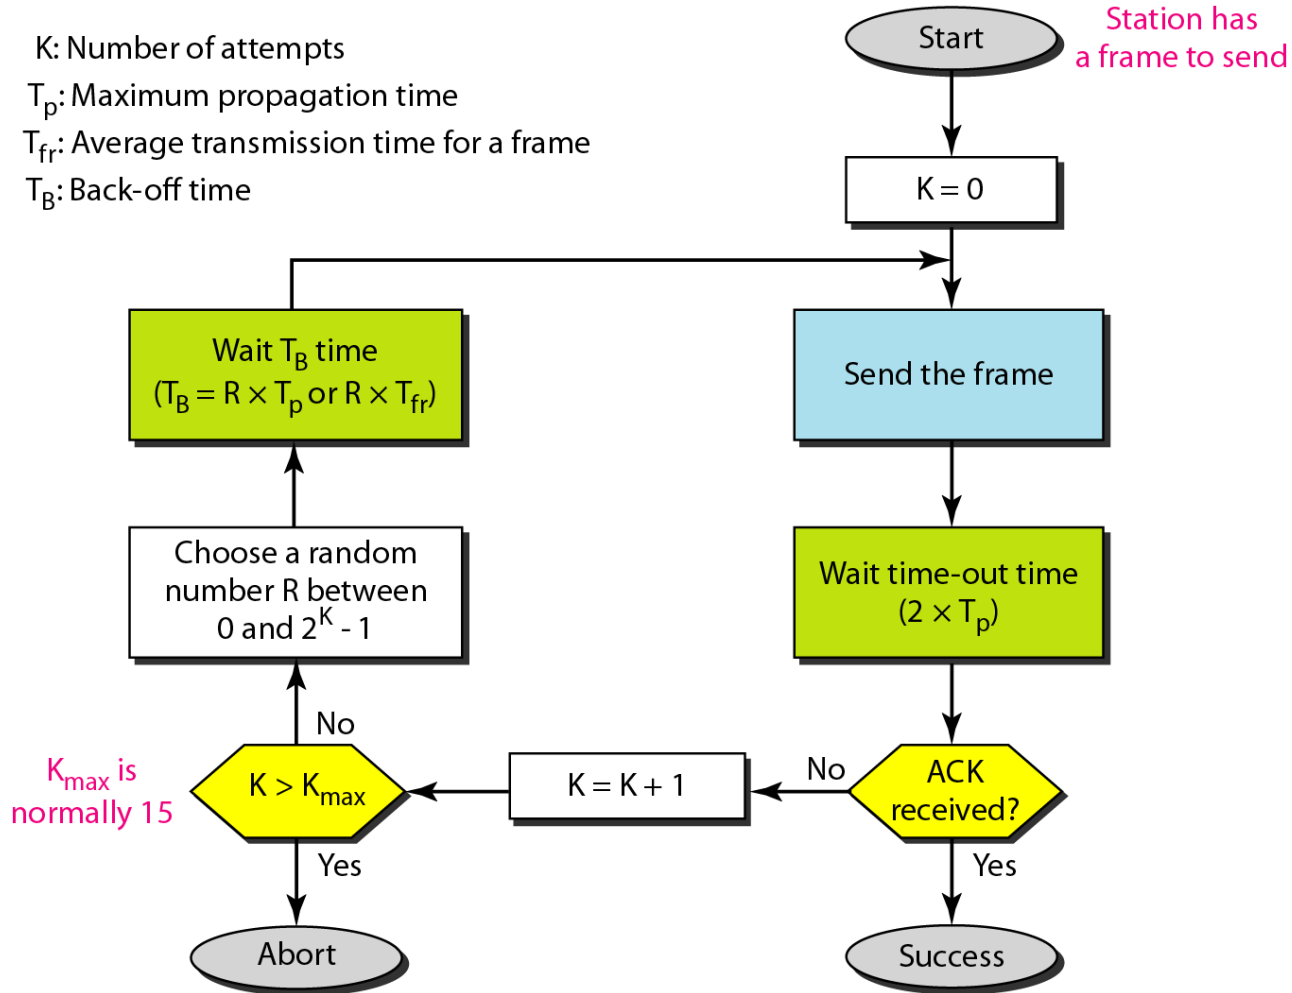 K: Number of attempts
Tp: Maximum propagation time
Tfr: Average transmission time for a frame
TB: Back-off time
Start
Station has
a frame to send
K = 0
Wait TB time
(TB = R × Tp or R × Tfr)
Send the frame
Choose a random
number R between
0 and 2^K - 1
Wait time-out time
(2 × Tp)
No
Kmax is
normally 15
K > Kmax
K = K + 1
No
ACK
received?
Yes
Yes
Abort
Success